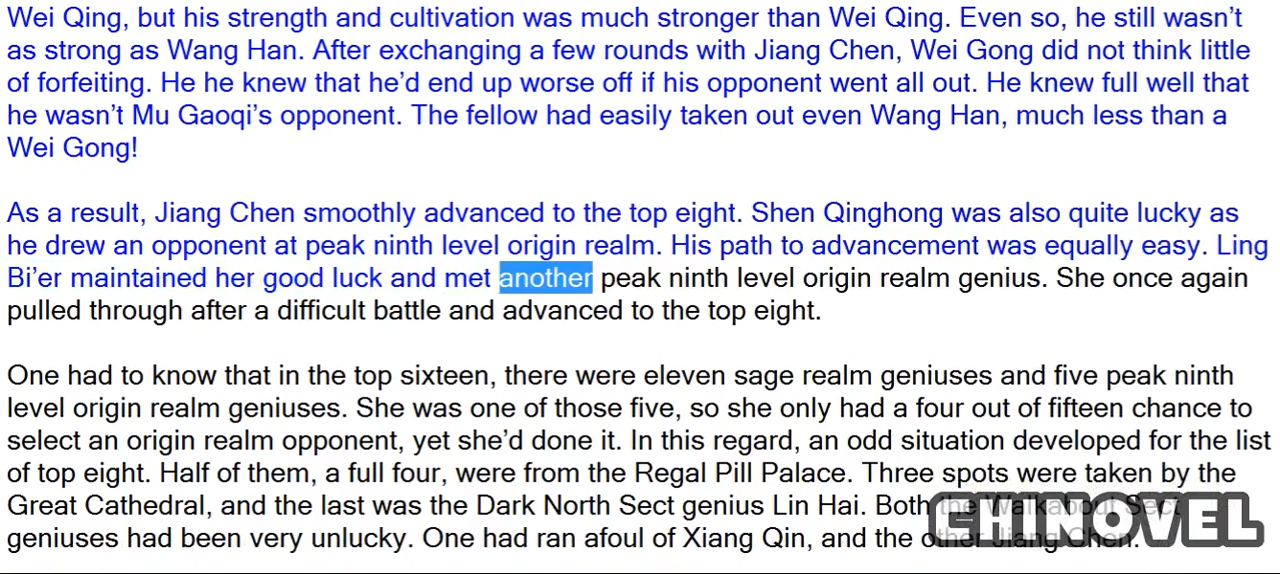 Wei Qing, but his strength and cultivation was much stronger than Wei Qing. Even so, he still wasn’t
as strong as Wang Han. After exchanging a few rounds with Jiang Chen, Wei Gong did not think little
of forfeiting. He he knew that he’d end up worse off if his opponent went all out. He knew full well that
he wasn’t Mu Gaoqi’s opponent. The fellow had easily taken out even Wang Han, much less than a
Wei Gong!
As a result, Jiang Chen smoothly advanced to the top eight. Shen Qinghong was also quite lucky as
he drew an opponent at peak ninth level origin realm. His path to advancement was equally easy. Ling
Bi’er maintained her good luck and met another peak ninth level origin realm genius. She once again
pulled through after a difficult battle and advanced to the top eight.
One had to know that in the top sixteen, there were eleven sage realm geniuses and five peak ninth
level origin realm geniuses. She was one of those five, so she only had a four out of fifteen chance to
select an origin realm opponent, yet she’d done it. In this regard, an odd situation developed for the list
of top eight. Half of them, a full four, were from the Regal Pill Palace. Three spots were taken by the
Great Cathedral, and the last was the Dark North Sect genius Lin Hai. Both the Walkabout Sect
geniuses had been very unlucky. One had ran afoul of Xiang Qin, and the other Jiang Chen.
CHINOVEL